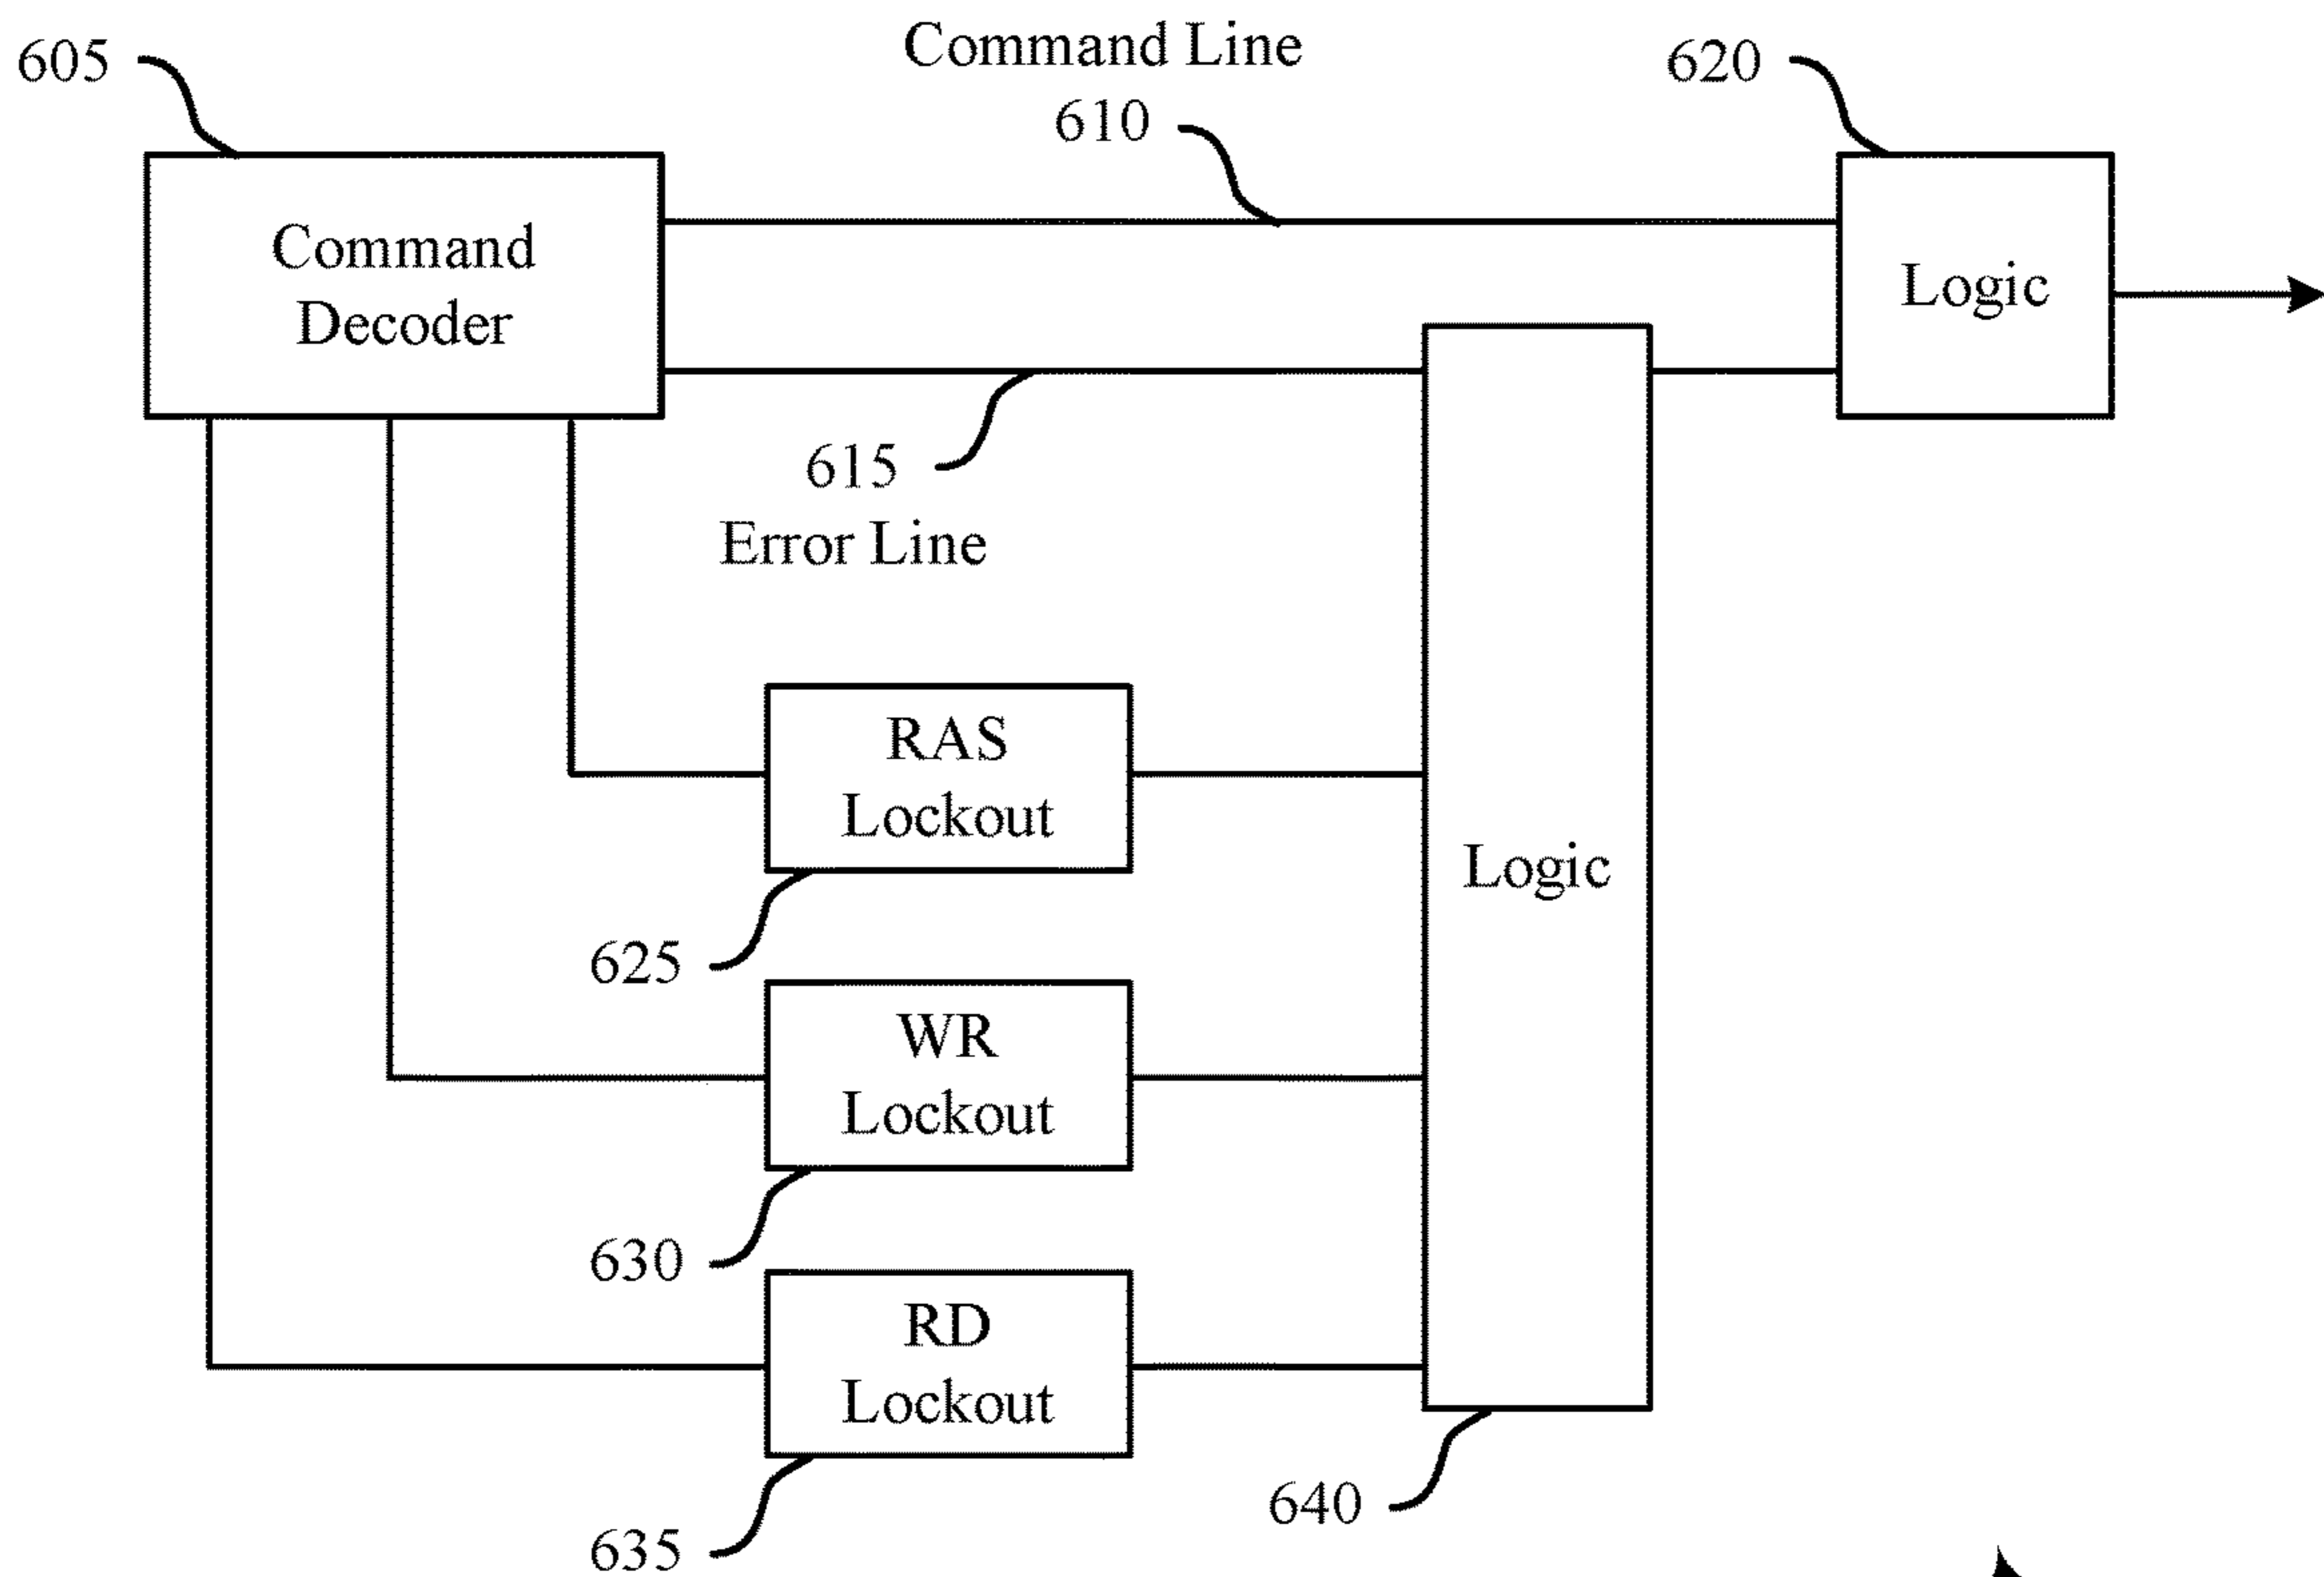 605
Command Line
610
620
Command
Decoder
Logic
615
Error Line
RAS
Lockout
Logic
625
WR
Lockout
630
RD
Lockout
640
635